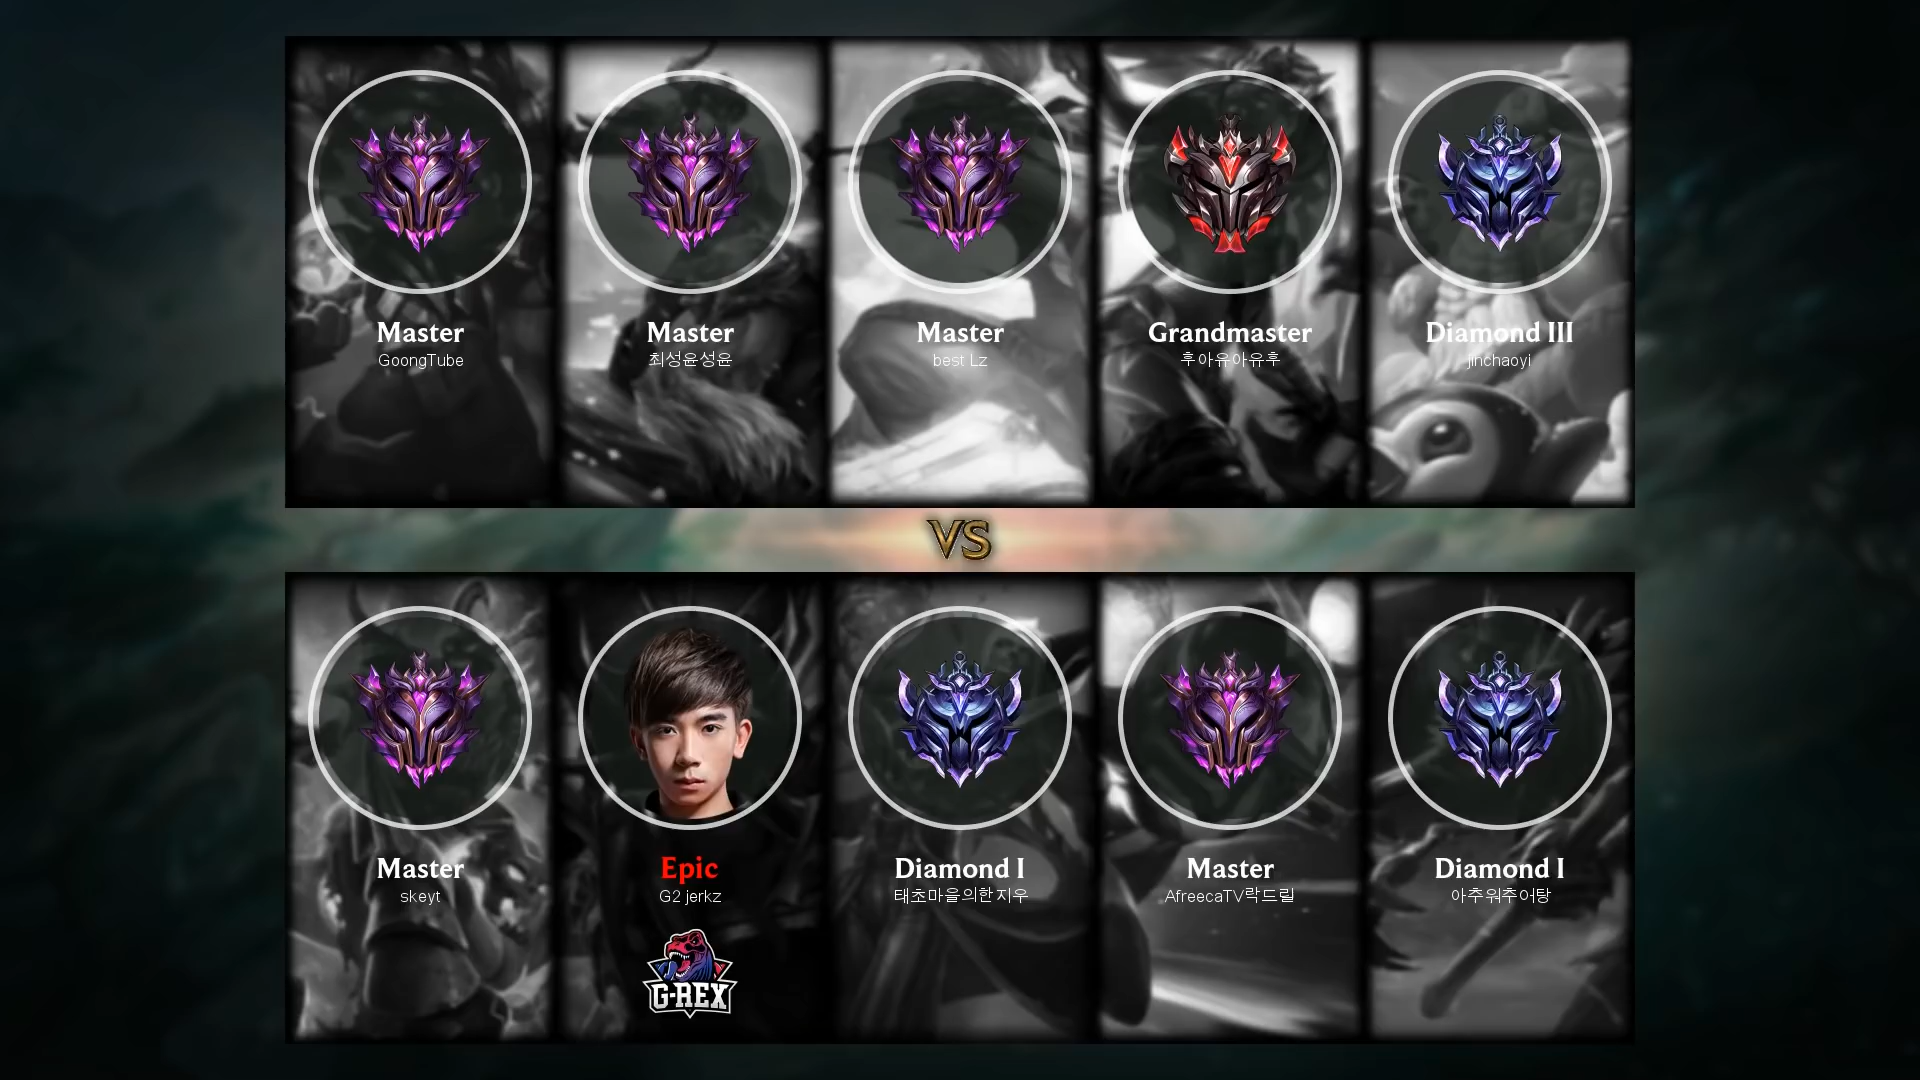 Master
GoongTube
Master
최성윤성윤
Master
best Lz
Grandmaster
후아유아유후
Diamond III
jinchaoyi
VS
Master
skeyt
Epic
G2 jerkz
G-REX
Diamond I
태초마을의한지우
Master
AfreecaTV락드릴
Diamond I
아추워추어탕